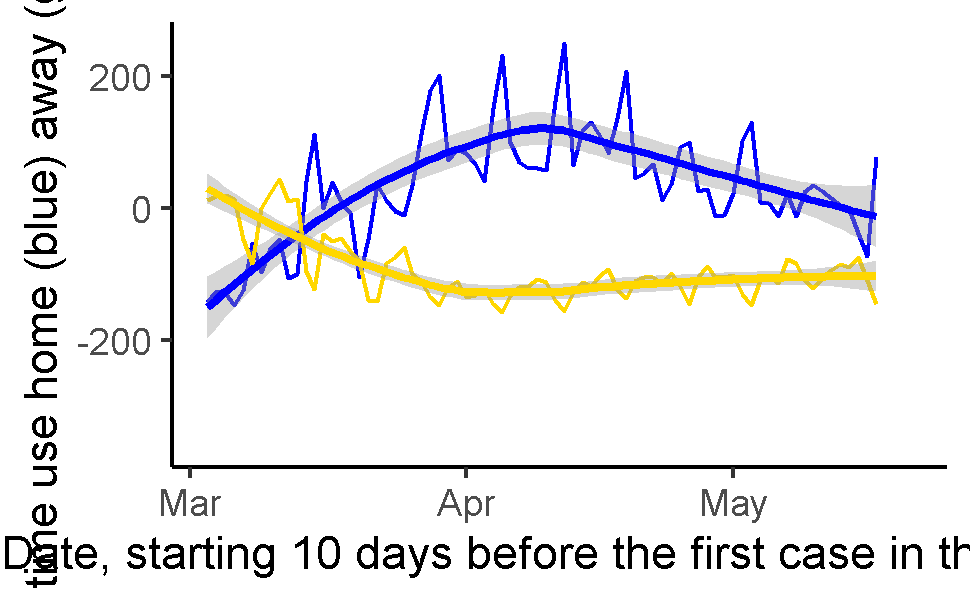 time use home (blue) away (
200
0
-200
Mar
Apr
May
Date, starting 10 days before the first case in th